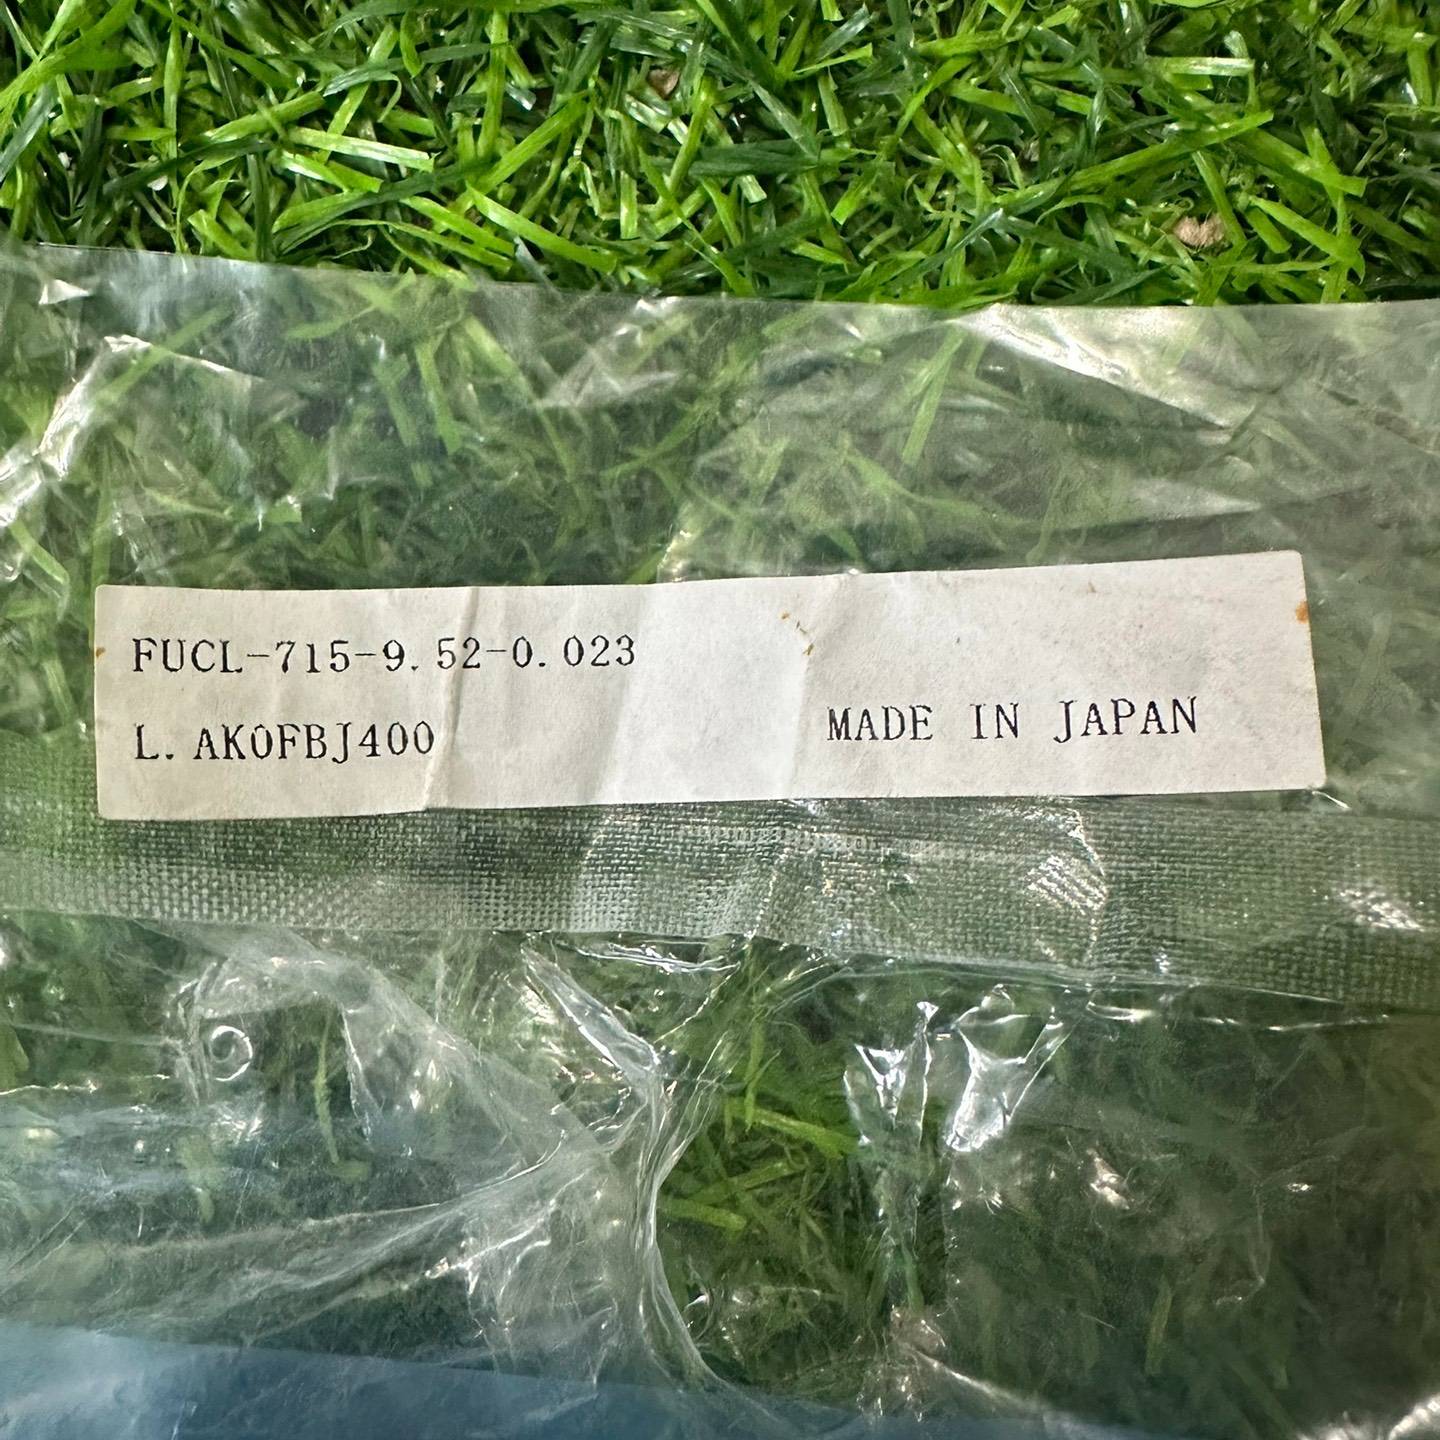 FUCL-715-9.52-0.023
L.AK0FBJ400
MADE IN JAPAN